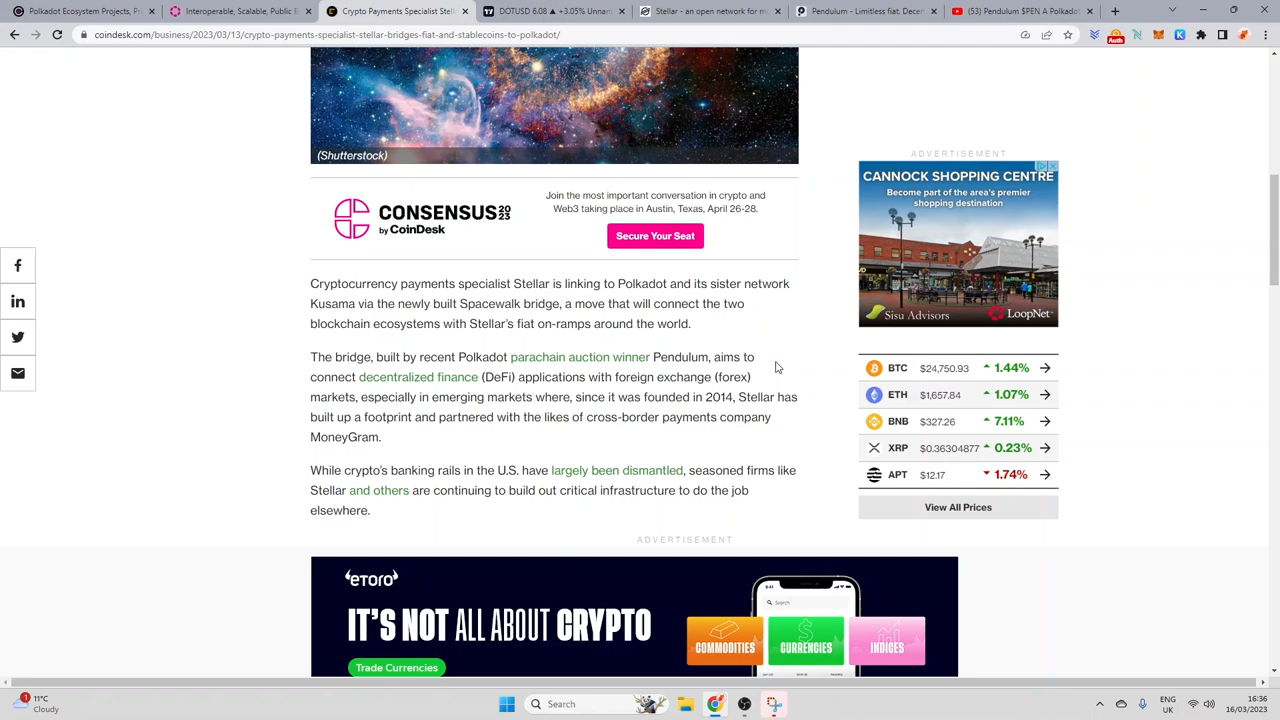 Polkadot Ecosystem Projects, Pr
Interoperable, Scalable, Public B
Crypto Payments Specialist Stell
DOTUSD 6.08 ▲ +3.05% Unnam
Stellar - an open network for m
Pendulum - Limitless fiat. Decen
(53) Pendulum $PEN A Polkadot
coindesk.com/business/2023/03/13/crypto-payments-specialist-stellar-bridges-fiat-and-stablecoins-to-polkadot/
Auth
(Shutterstock)
CONSENSUS 2023
by CoinDesk
Join the most important conversation in crypto and
Web3 taking place in Austin, Texas, April 26-28.
Secure Your Seat
Cryptocurrency payments specialist Stellar is linking to Polkadot and its sister network
Kusama via the newly built Spacewalk bridge, a move that will connect the two
blockchain ecosystems with Stellar's fiat on-ramps around the world.
The bridge, built by recent Polkadot parachain auction winner Pendulum, aims to
connect decentralized finance (DeFi) applications with foreign exchange (forex)
markets, especially in emerging markets where, since it was founded in 2014, Stellar has
built up a footprint and partnered with the likes of cross-border payments company
MoneyGram.
While crypto's banking rails in the U.S. have largely been dismantled, seasoned firms like
Stellar and others are continuing to build out critical infrastructure to do the job
elsewhere.
ADVERTISEMENT
CANNOCK SHOPPING CENTRE
Become part of the area's premier
shopping destination
Sisu Advisors
LoopNet
BTC $24,750.93 1.44%
ETH $1,657.84 1.07%
BNB $327.26 7.11%
XRP $0.36304877 0.23%
APT $12.17 1.74%
View All Prices
ADVERTISEMENT
etoro
IT'S NOT ALL ABOUT CRYPTO
Trade Currencies
9:41
Search
COMMODITIES
CURRENCIES
INDICES
1
11°C
Cloudy
Search
ENG
UK
16:36
16/03/2023